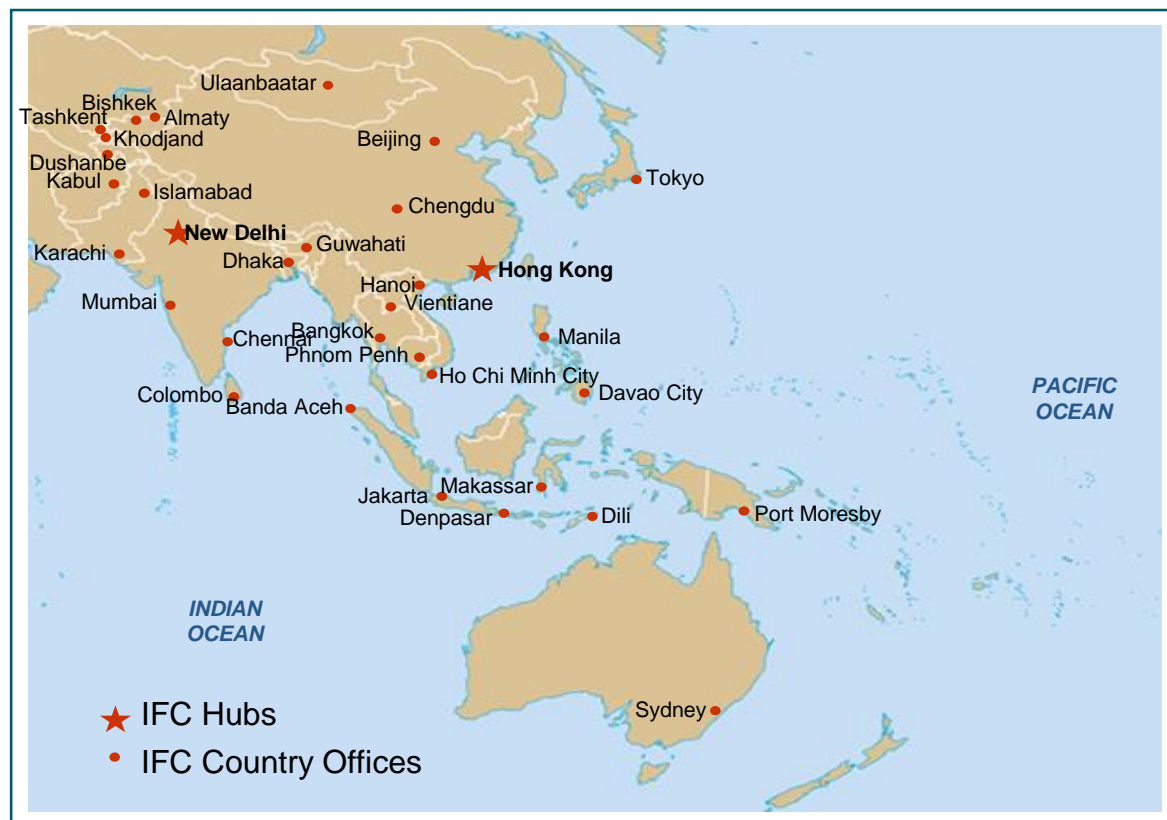 Ulaanbaatar
Bishkek
Tashkent
Almaty
Khodjand
Beijing
Dushanbe
Kabul
Islamabad
Tokyo
Chengdu
New Delhi
Guwahati
Karachi
Dhaka
Hong Kong
Hanoi
Mumbai
Vientiane
Bangkok
Chennai
Manila
Phnom Penh
Ho Chi Minh City
Colombo
Banda Aceh
Davao City
PACIFIC
OCEAN
Makassar
Jakarta
Denpasar
Dili
Port Moresby
INDIAN
OCEAN
Sydney
IFC Hubs
IFC Country Offices